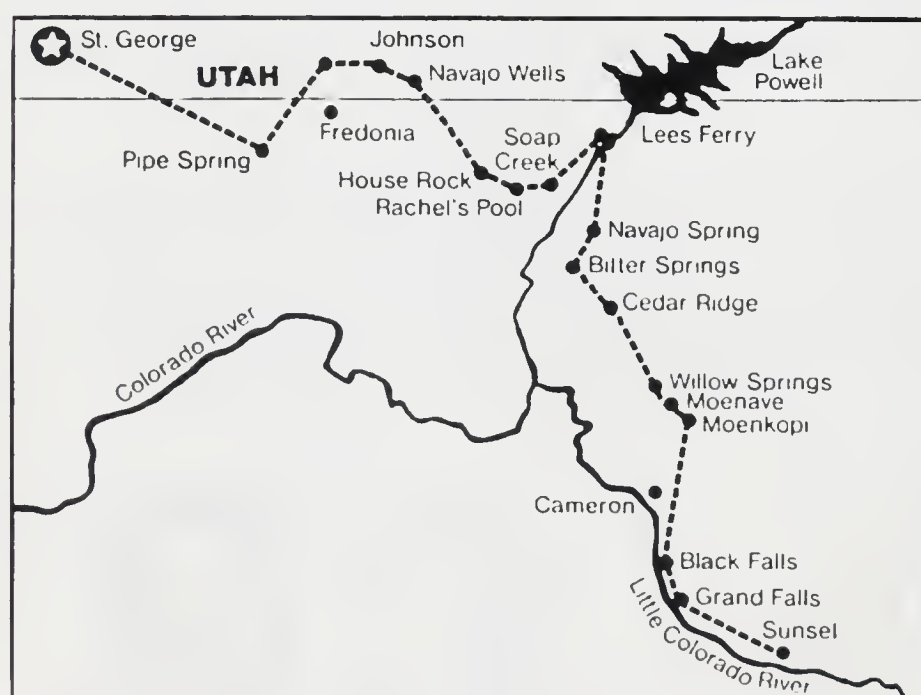 St. George
Johnson
UTAH
Navajo Wells
Lake
Powell
Fredonia
Soap
Creek
Lees Ferry
Pipe Spring
House Rock
Rachel's Pool
Navajo Spring
Bitter Springs
Cedar Ridge
Colorado River
Willow Springs
Moenave
Moenkopi
Cameron
Black Falls
Grand Falls
Sunset
Little Colorado River